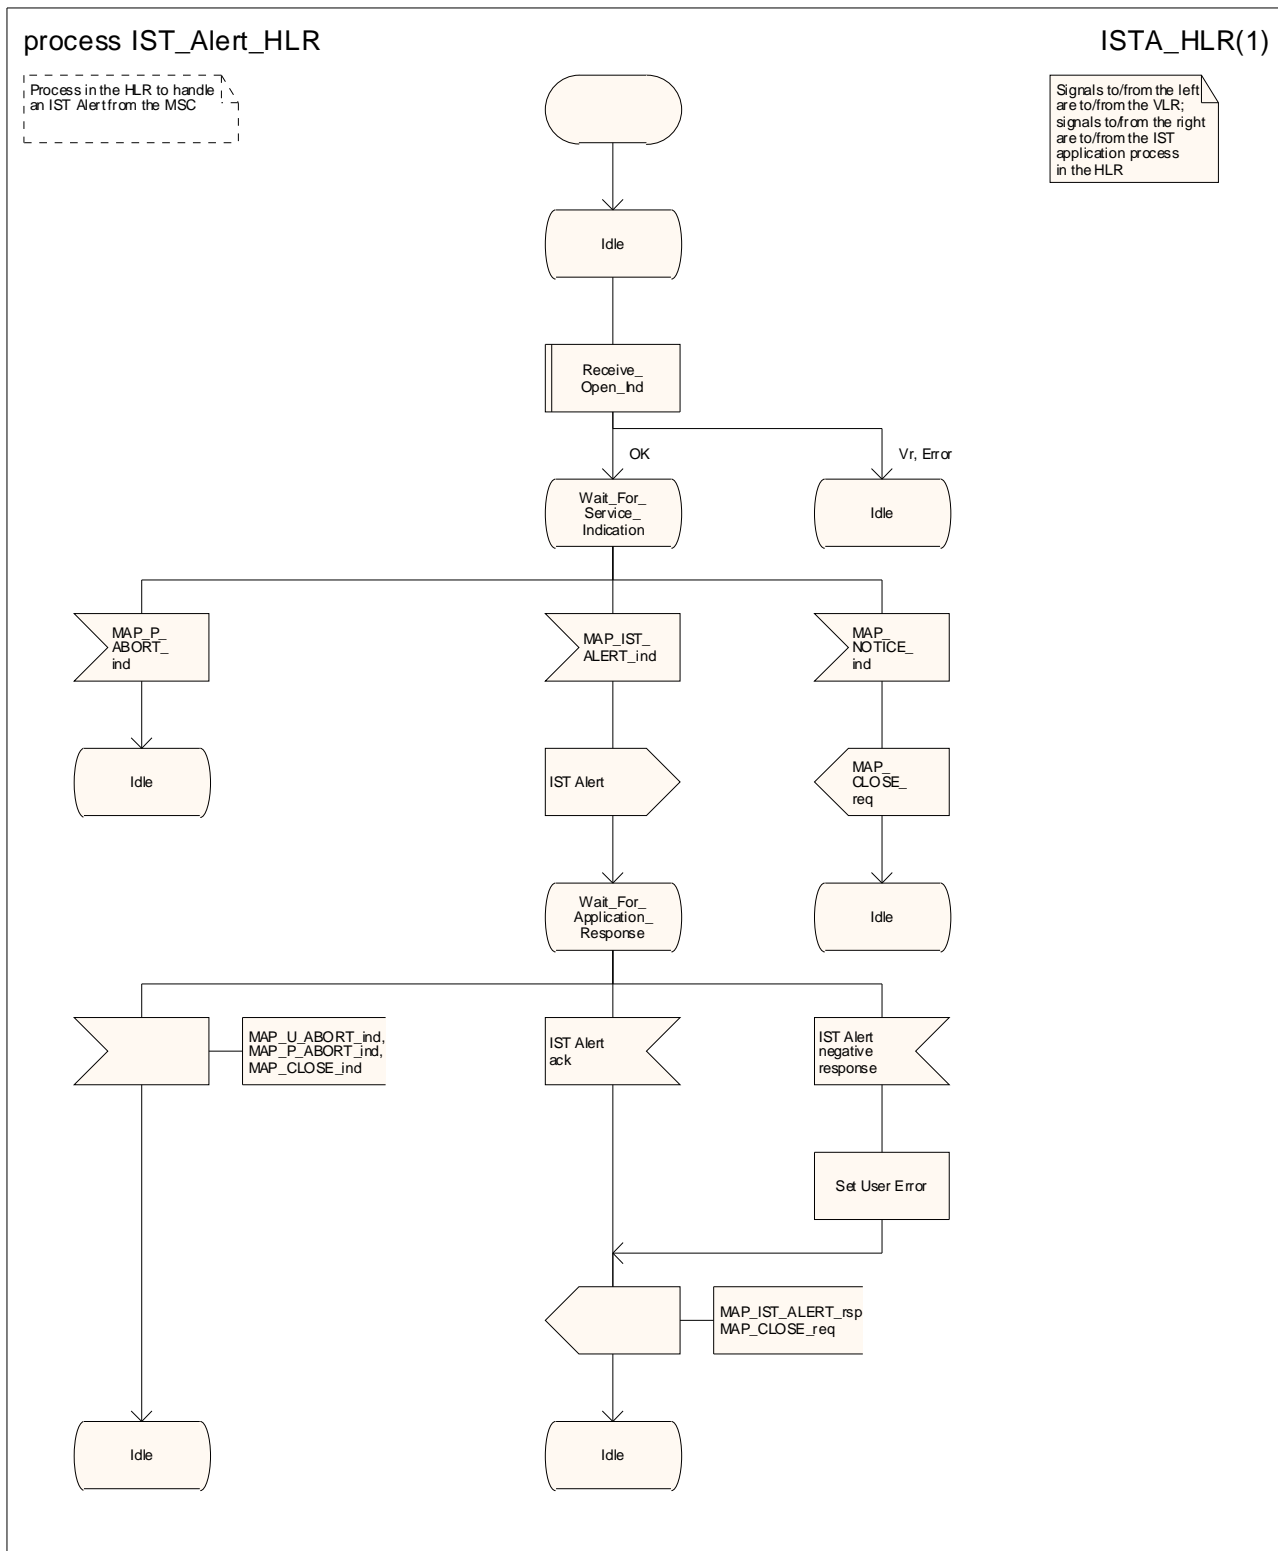 process IST_Alert_HLR
ISTA_HLR(1)
Process in the HLR to handle
an IST Alert from the MSC
Signals to/from the left
are to/from the VLR;
signals to/from the right
are to/from the IST
application process
in the HLR
Idle
Receive_
Open_Ind
OK
Vr, Error
Wait_For_
Service_
Indication
Idle
MAP_P_
ABORT_
ind
MAP_IST_
ALERT_ind
MAP_
NOTICE_
ind
Idle
IST Alert
MAP_
CLOSE_
req
Wait_For_
Application_
Response
Idle
MAP_U_ABORT_ind,
MAP_P_ABORT_ind,
MAP_CLOSE_ind
IST Alert
ack
IST Alert
negative
response
Set User Error
MAP_IST_ALERT_rsp
MAP_CLOSE_req
Idle
Idle